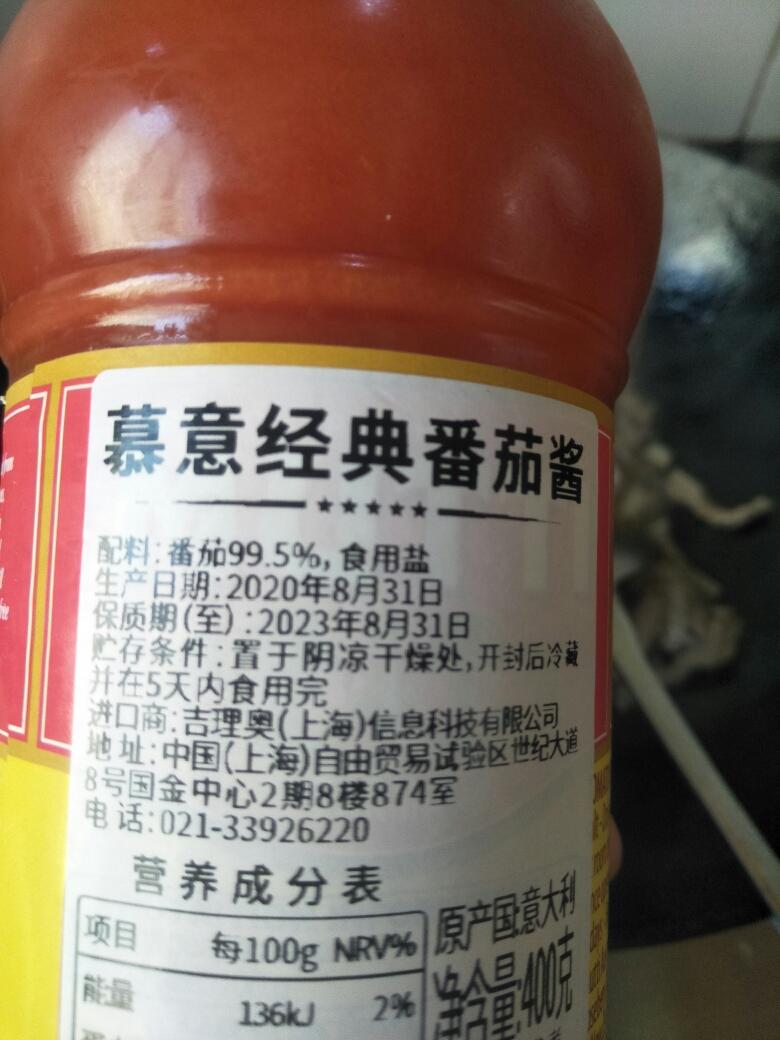 慕意经典番茄酱
配料:番茄99.5%,食用盐
生产日期:2020年8月31日
保质期(至):2023年8月31日
贮存条件:置于阴凉干燥处,开封后冷藏
并在5天内食用完
进口商:吉理奥(上海)信息科技有限公司
地址:中国(上海)自由贸易试验区世纪大道
8号国金中心2期8楼874室
电话:021-33926220
营养成分表
项目 每100g NRV%
能量 136kJ 2%
原产国:意大利
净含量:400克